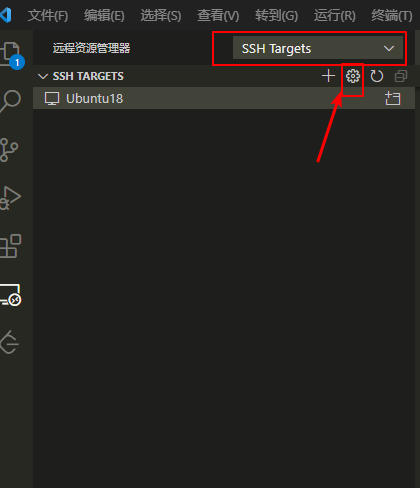 文件(F) 编辑(E) 选择(S) 查看(V) 转到(G) 运行(R) 终端(T)
远程资源管理器 SSH Targets
1
SSH TARGETS
Ubuntu18